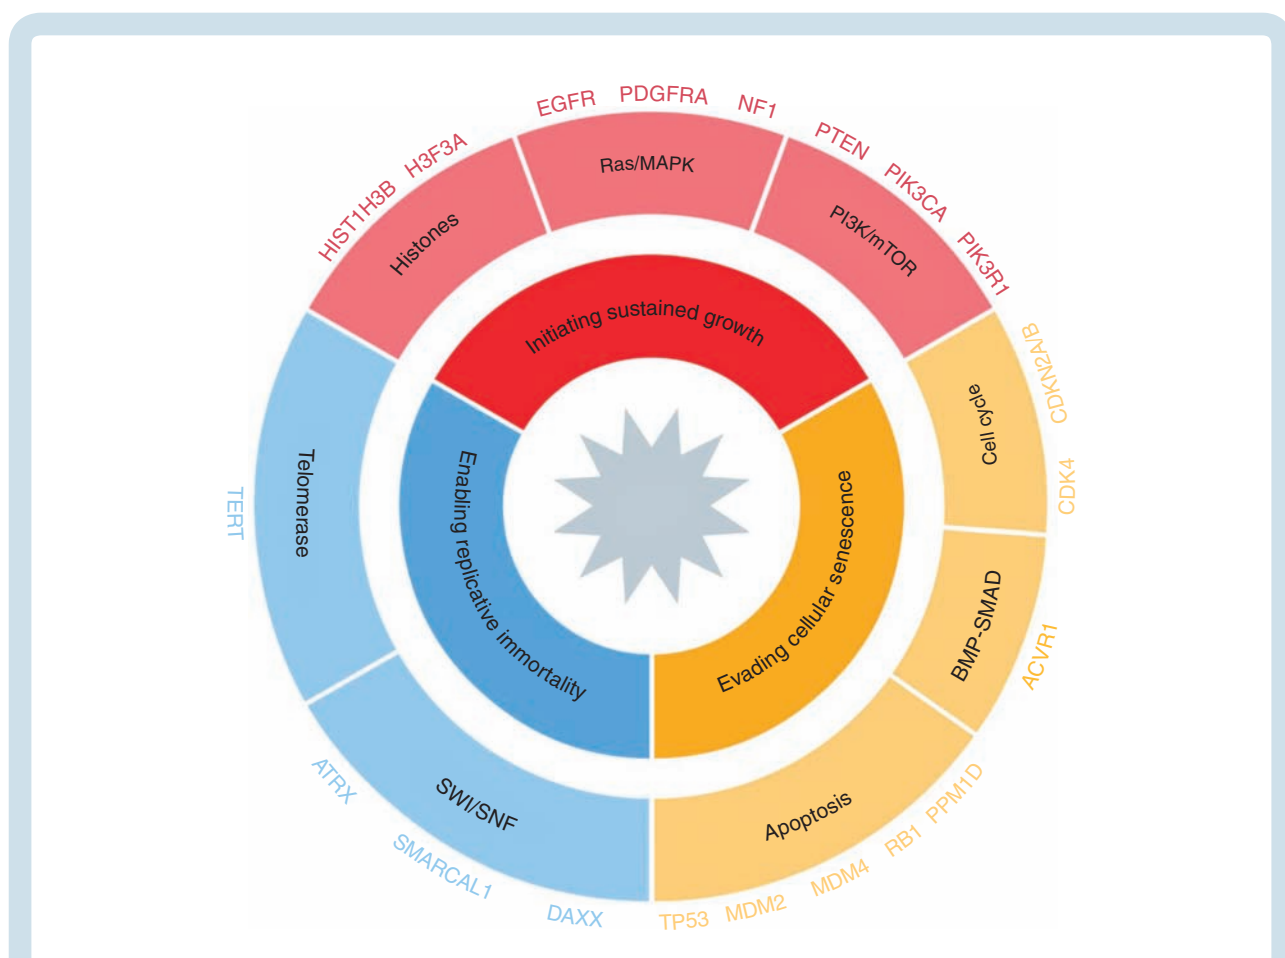 EGFR PDGFRA NF1
HIST1H3B H3F3A
PTEN PIK3CA PIK3R1
Ras/MAPK
Histones
PI3K/mTOR
Initiating sustained growth
CDKN2A/B
Cell cycle
CDK4
Telomerase
TERT
Enabling replicative immortality
Evading cellular senescence
BMP-SMAD
ACVR1
ATRX
SWI/SNF
SMARCAL1
DAXX
Apoptosis
TP53 MDM2 MDM4 RB1 PPM1D